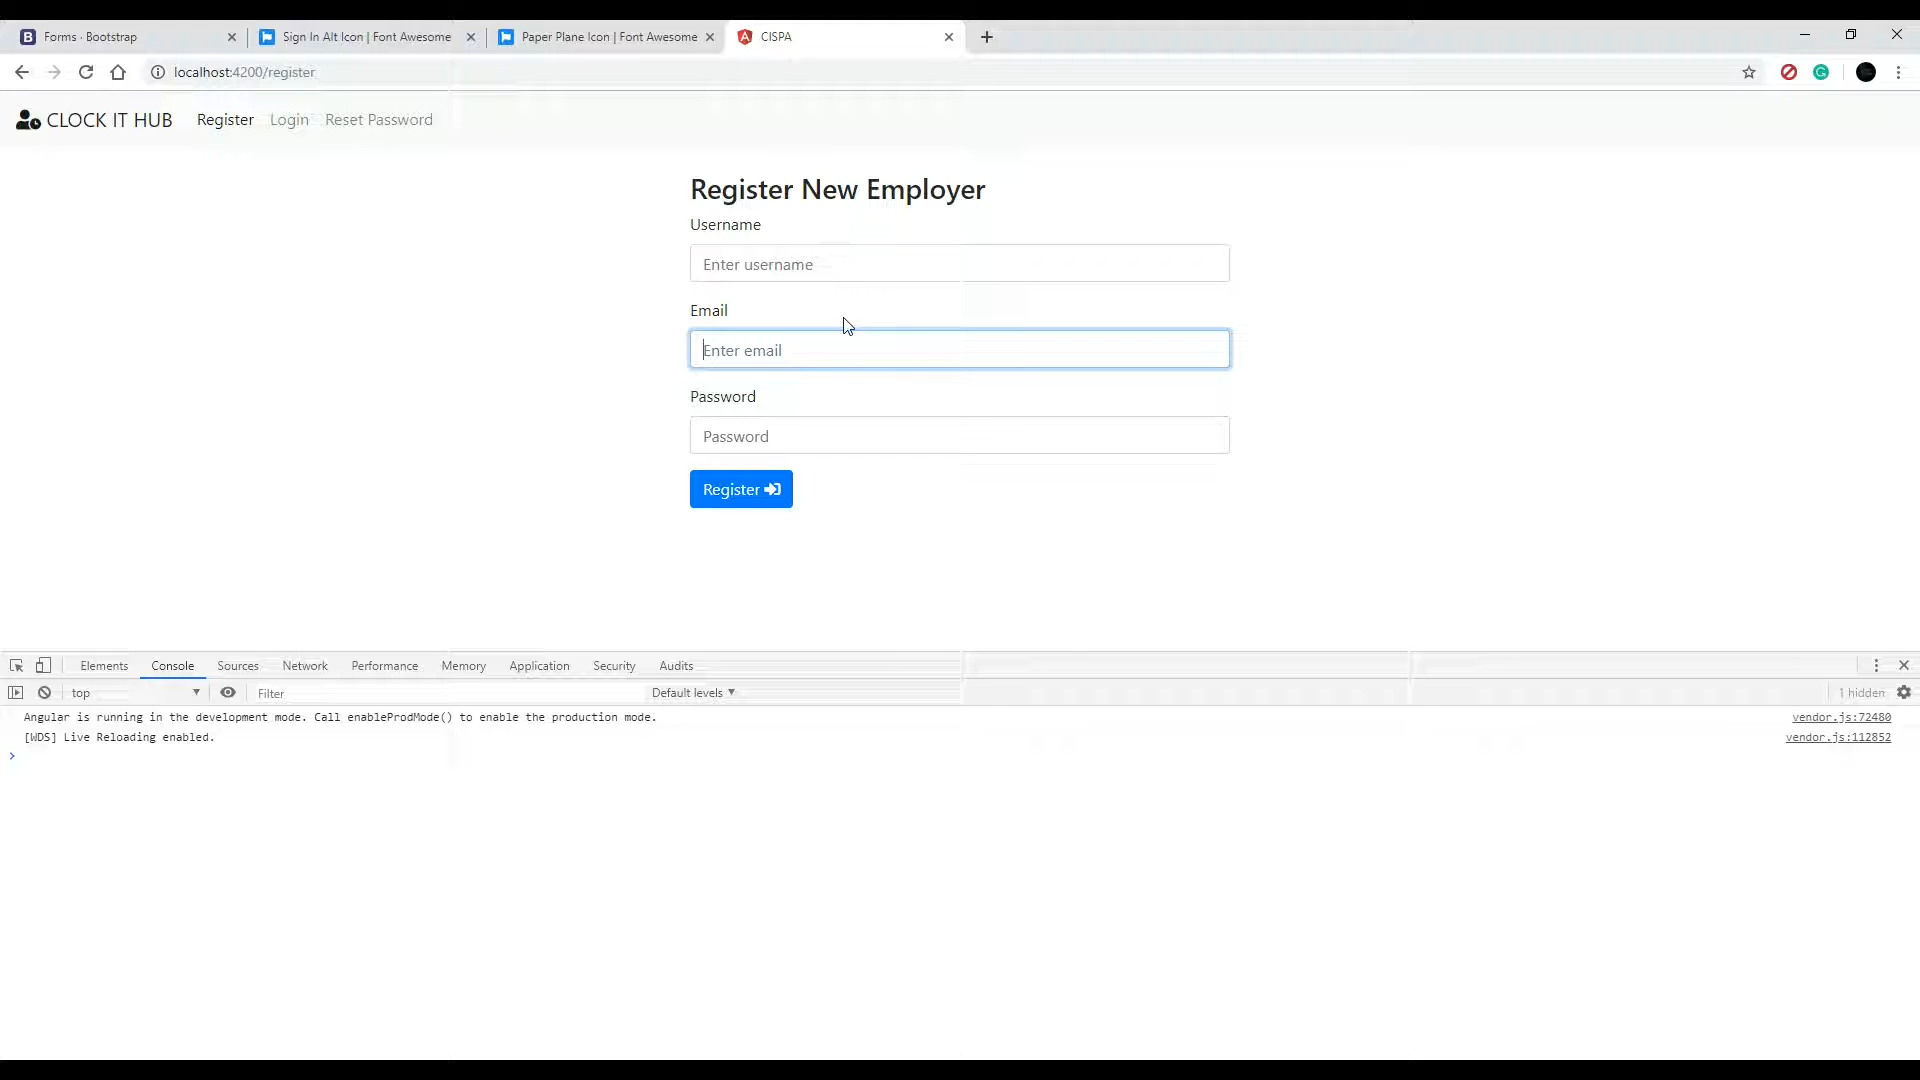 Forms · Bootstrap
Sign In Alt Icon | Font Awesome
Paper Plane Icon | Font Awesome
CISPA
localhost:4200/register
CLOCK IT HUB Register Login Reset Password
Register New Employer
Username
Enter username
Email
Enter email
Password
Password
Register
Elements Console Sources Network Performance Memory Application Security Audits
top Filter Default levels 1 hidden
Angular is running in the development mode. Call enableProdMode() to enable the production mode. vendor.js:72480
[WDS] Live Reloading enabled. vendor.js:112852